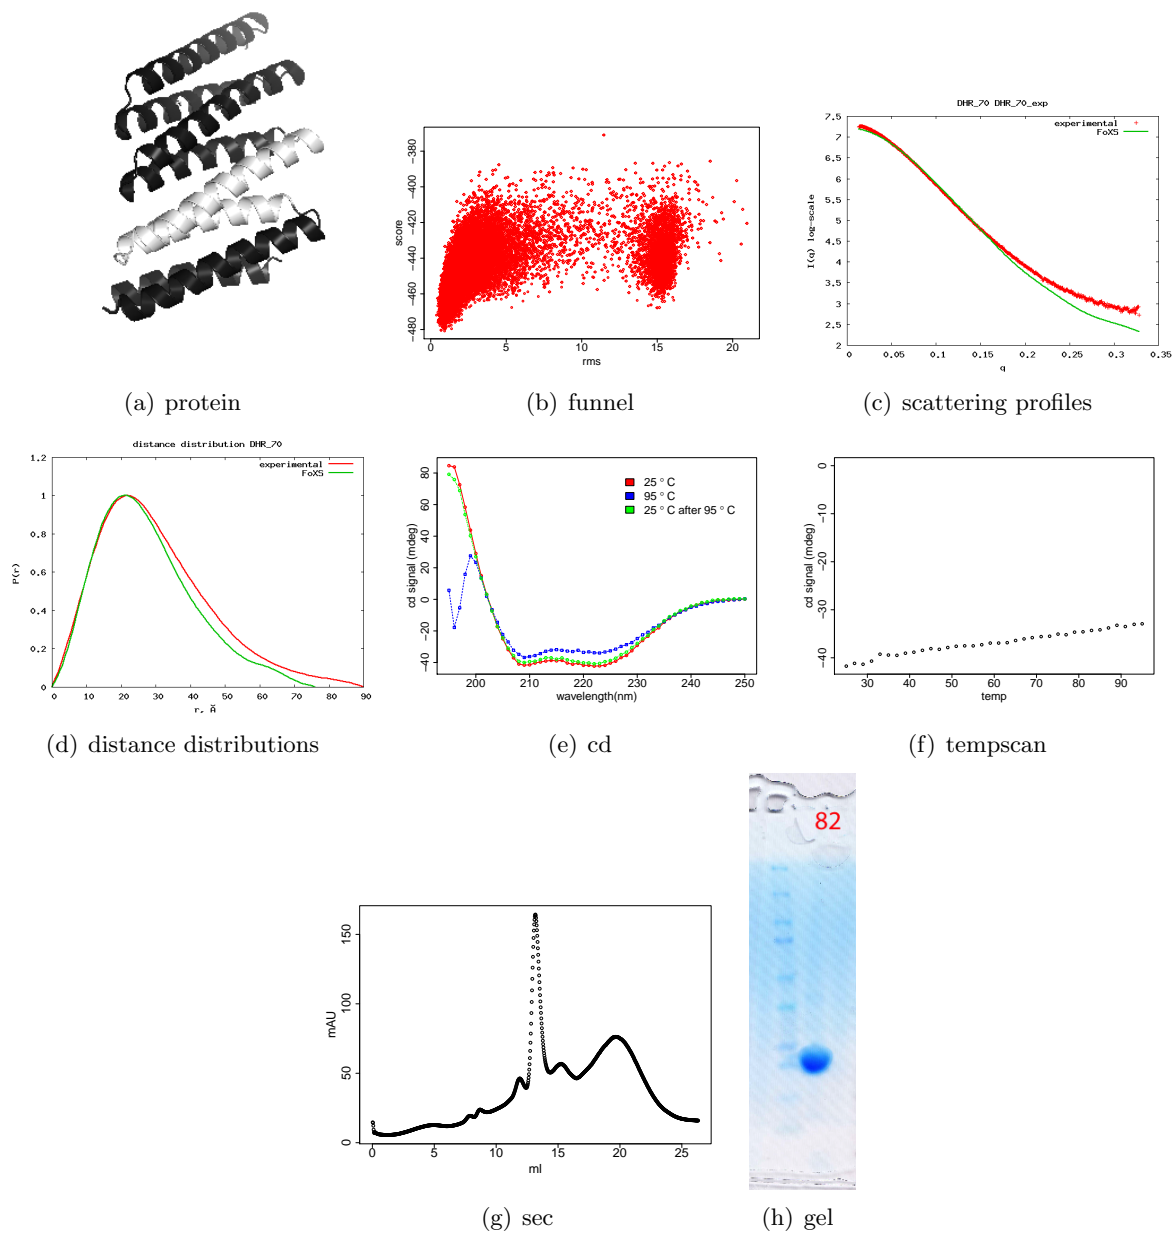 (a) protein
score
−480 −460 −440 −420 −400 −380
0 5 10 15 20
rms
(b) funnel
DHR_70 DHR_70_exp
experimental
FoXS
7.5
7
6.5
6
5.5
5
4.5
4
3.5
3
2.5
2
I(q) log-scale
0 0.05 0.1 0.15 0.2 0.25 0.3 0.35
q
(c) scattering profiles
distance distribution DHR_70
experimental
FoXS
1.2
1
0.8
0.6
0.4
0.2
0
P(r)
0 10 20 30 40 50 60 70 80 90
r, Å
(d) distance distributions
cd signal (mdeg)
−40 0 20 40 60 80
25 ° C
95 ° C
25 ° C after 95 ° C
200 210 220 230 240 250
wavelength(nm)
(e) cd
cd signal (mdeg)
−40 −30 −20 −10 0
30 40 50 60 70 80 90
temp
(f) tempscan
mAU
0 50 100 150
0 5 10 15 20 25
ml
(g) sec
82
(h) gel